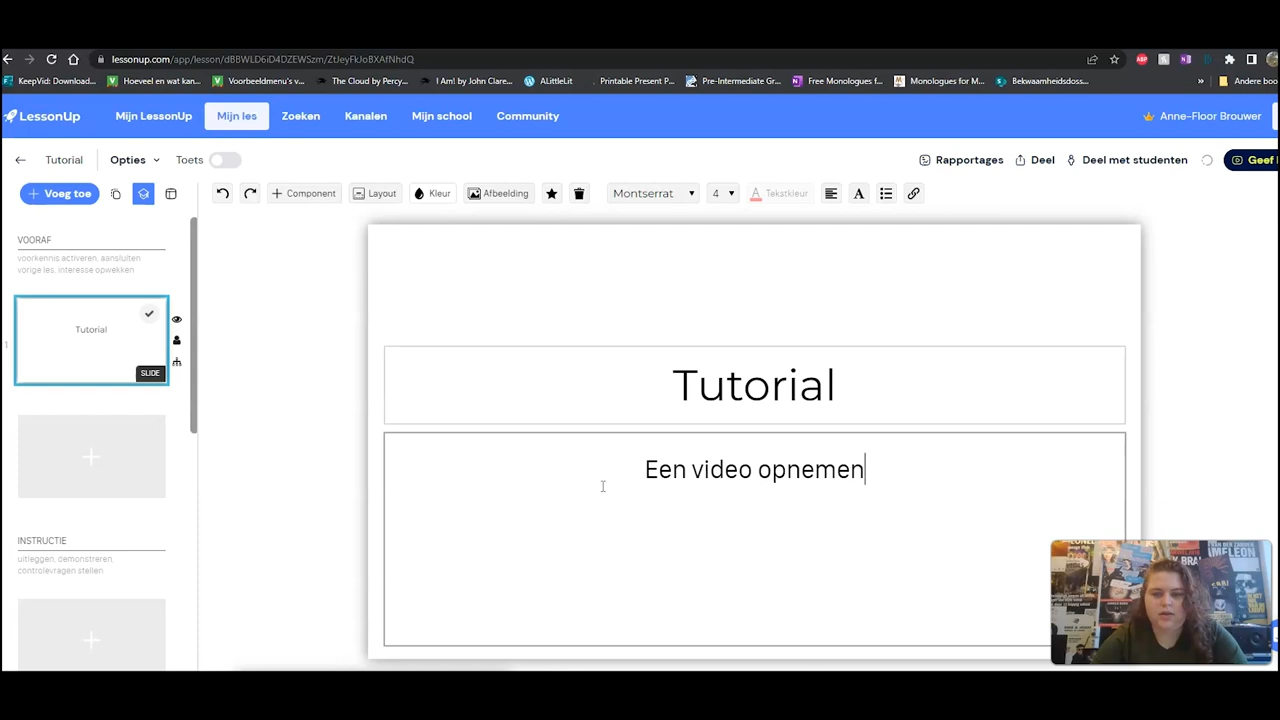 lessonup.com/app/lesson/dBBWLD6iD4DZEWSzm/ZtJeyFkJoBXAfNhdQ
KeepVid: Download... Hoeveel en wat kan... Voorbeeldmenu's v... The Cloud by Percy... I Am! by John Clare... ALittleLit Printable Present P... Pre-Intermediate Gr... Free Monologues f... Monologues for M... Bekwaamheidsdoss... » Andere boo
LessonUp Mijn LessonUp Mijn les Zoeken Kanalen Mijn school Community Anne-Floor Brouwer
Tutorial Opties Toets Rapportages Deel Deel met studenten Geef
+ Voeg toe + Component Layout Kleur Afbeelding Montserrat 4 A Tekstkleur A
VOORAF
voorkennis activeren, aansluiten
vorige les, interesse opwekken
Tutorial
1
SLIDE
INSTRUCTIE
uitleggen, demonstreren,
controlevragen stellen
Tutorial
Een video opnemen